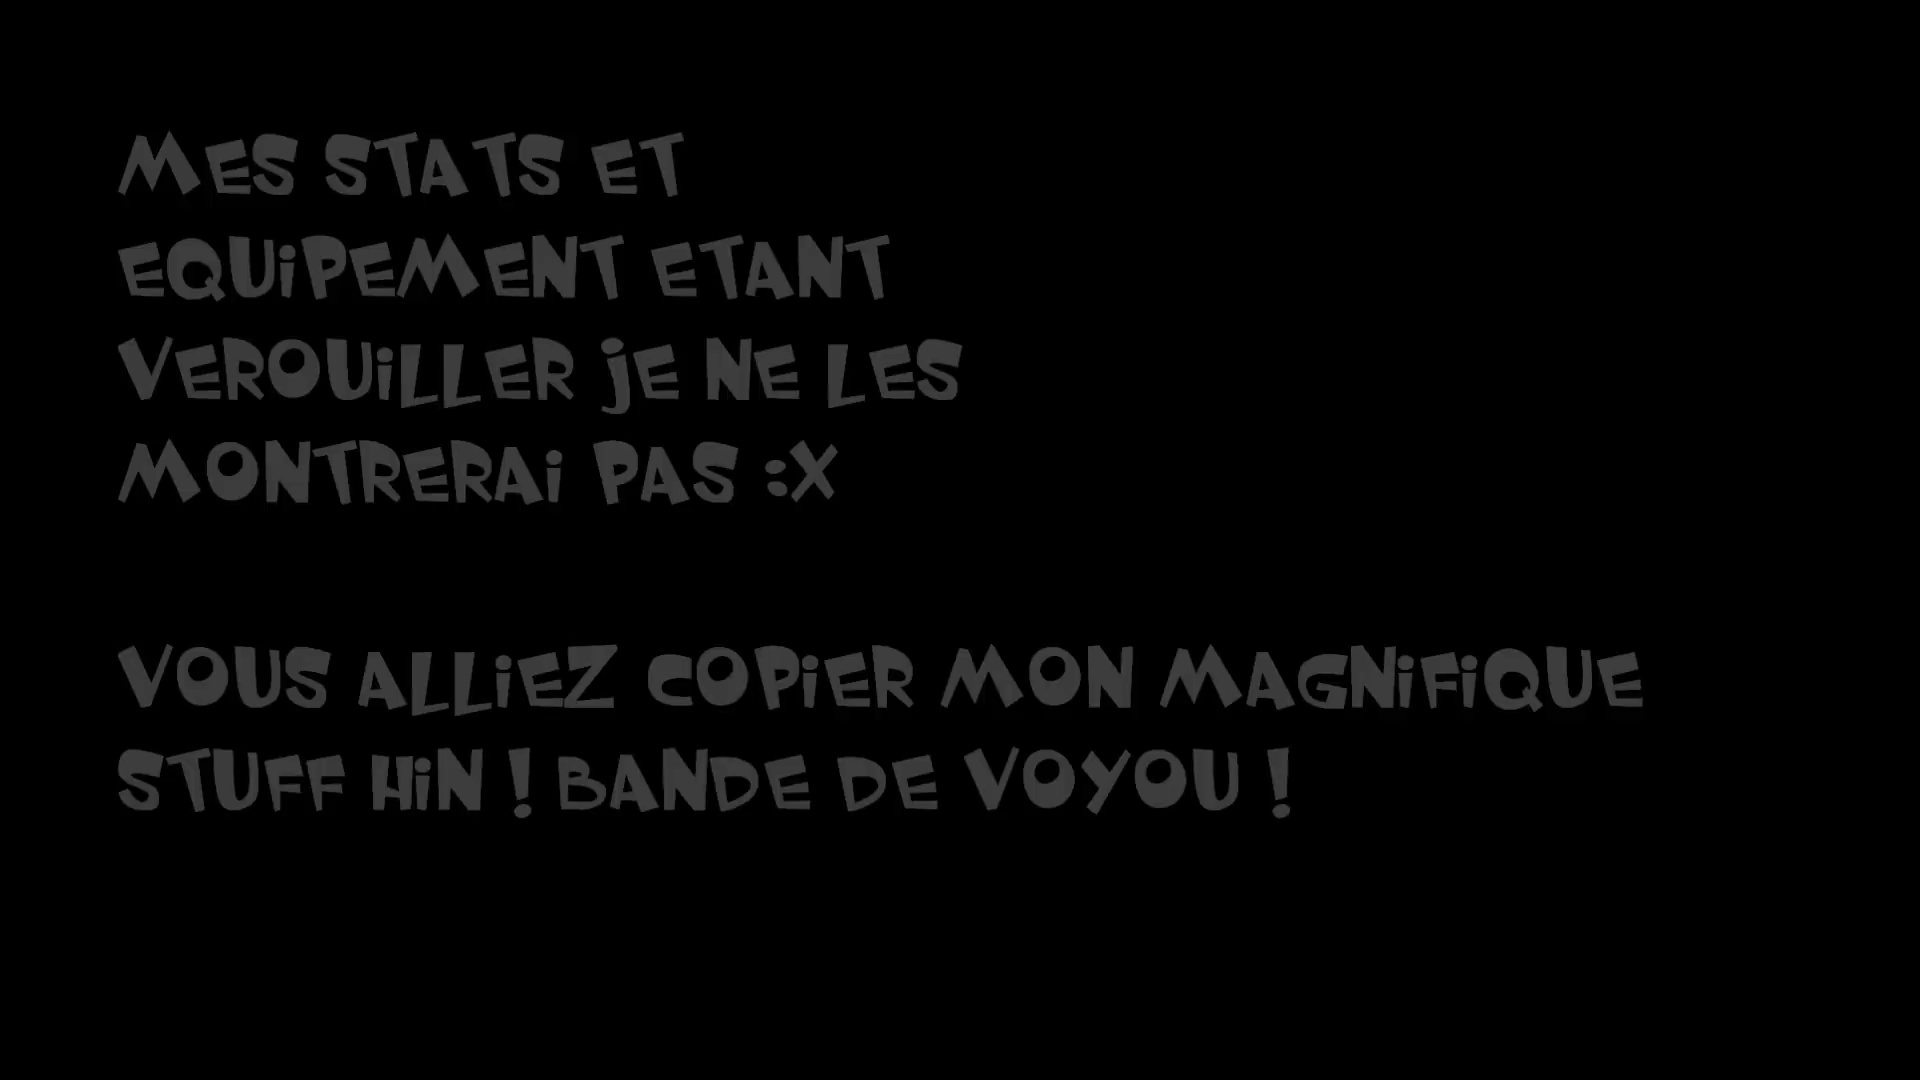 MES STATS ET
EQUiPEMENT ETANT
VEROUiLLER jE NE LES
MONTRERAi PAS :X
VOUS ALLiEZ COPiER MON MAGNiFiQUE
STUFF HiN ! BANDE DE VOYOU !